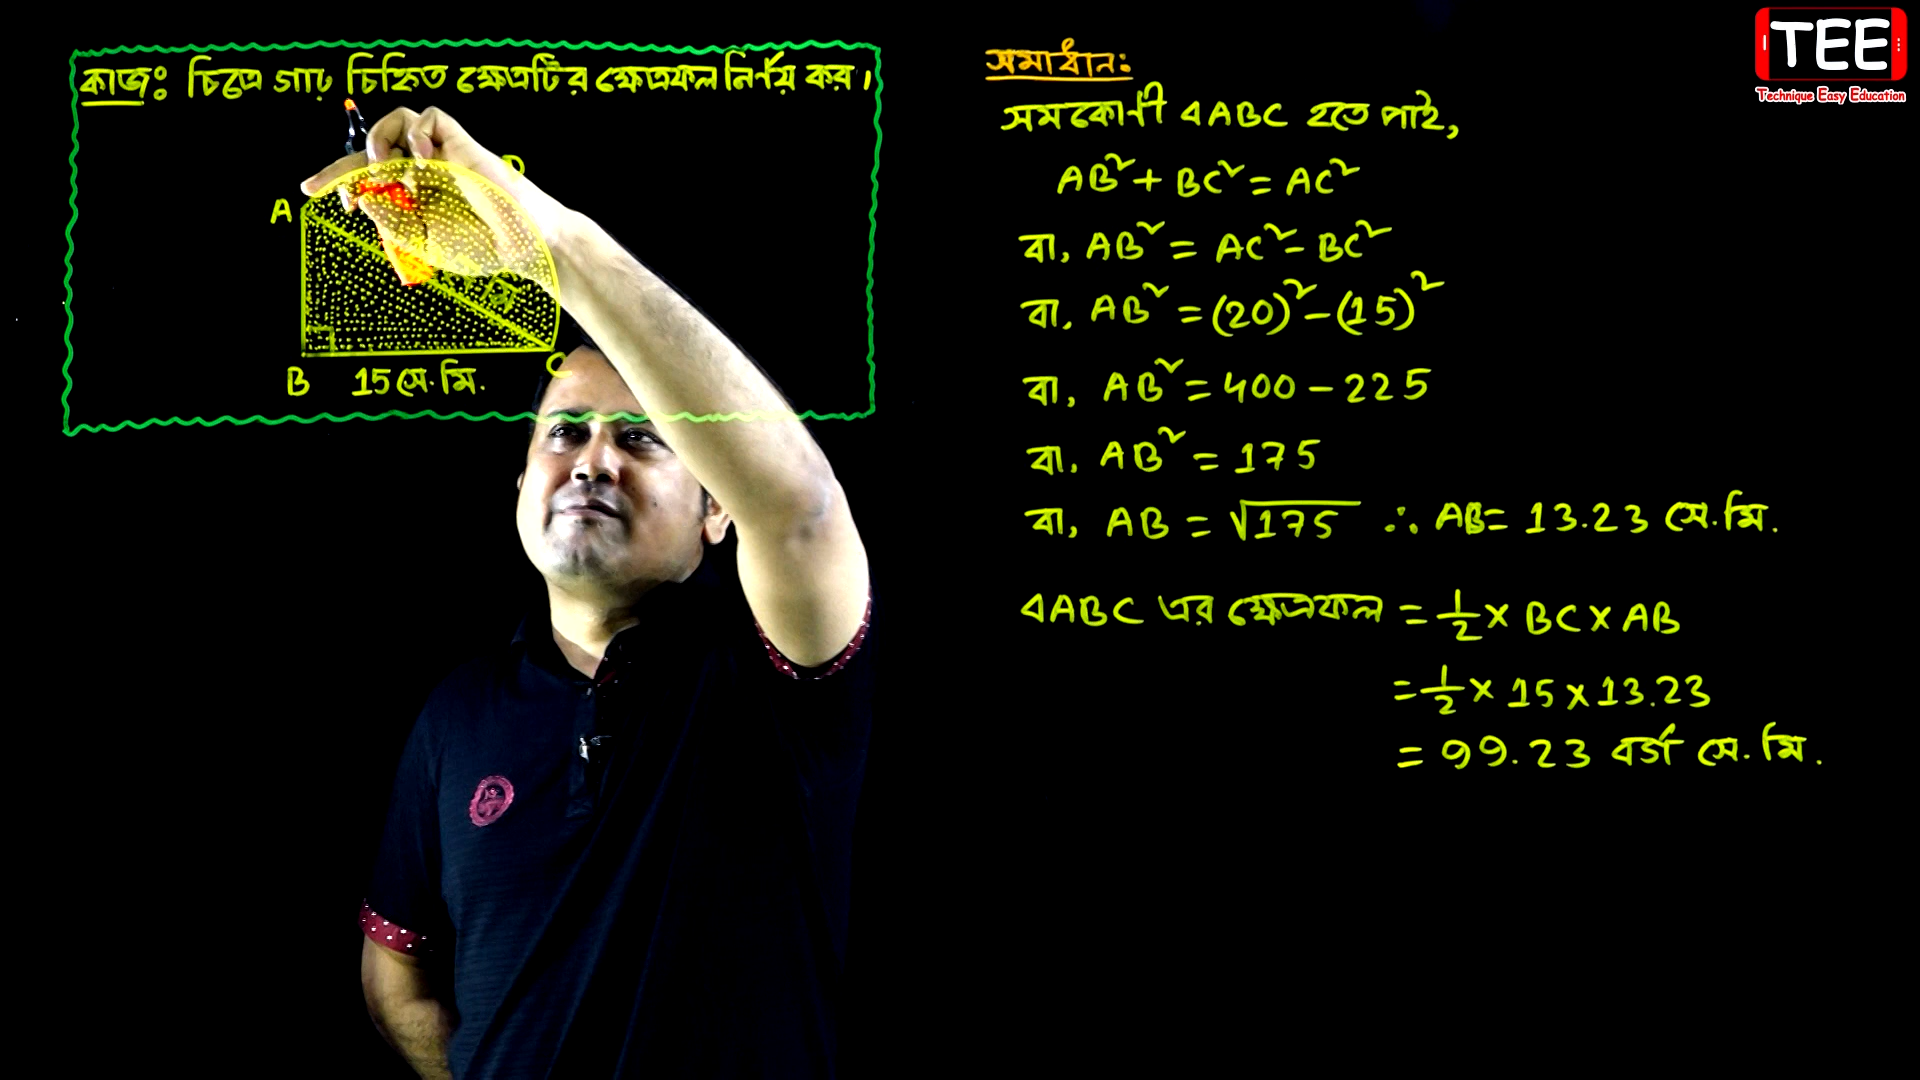 কাজঃ চিত্রে গাঢ় চিহ্নিত ক্ষেত্রটির ক্ষেত্রফল নির্ণয় কর।
D
A
B
15 সে.মি.
C
সমাধান:
সমকোণী ⊿ABC হতে পাই,
AB² + BC² = AC²
বা, AB² = AC² - BC²
বা, AB² = (20)² - (15)²
বা, AB² = 400 - 225
বা, AB² = 175
বা, AB = √175 ∴ AB = 13.23 সে.মি.
⊿ABC এর ক্ষেত্রফল = 1/2 × BC × AB
= 1/2 × 15 × 13.23
= 99.23 বর্গ সে.মি.
TEE
Technique Easy Education